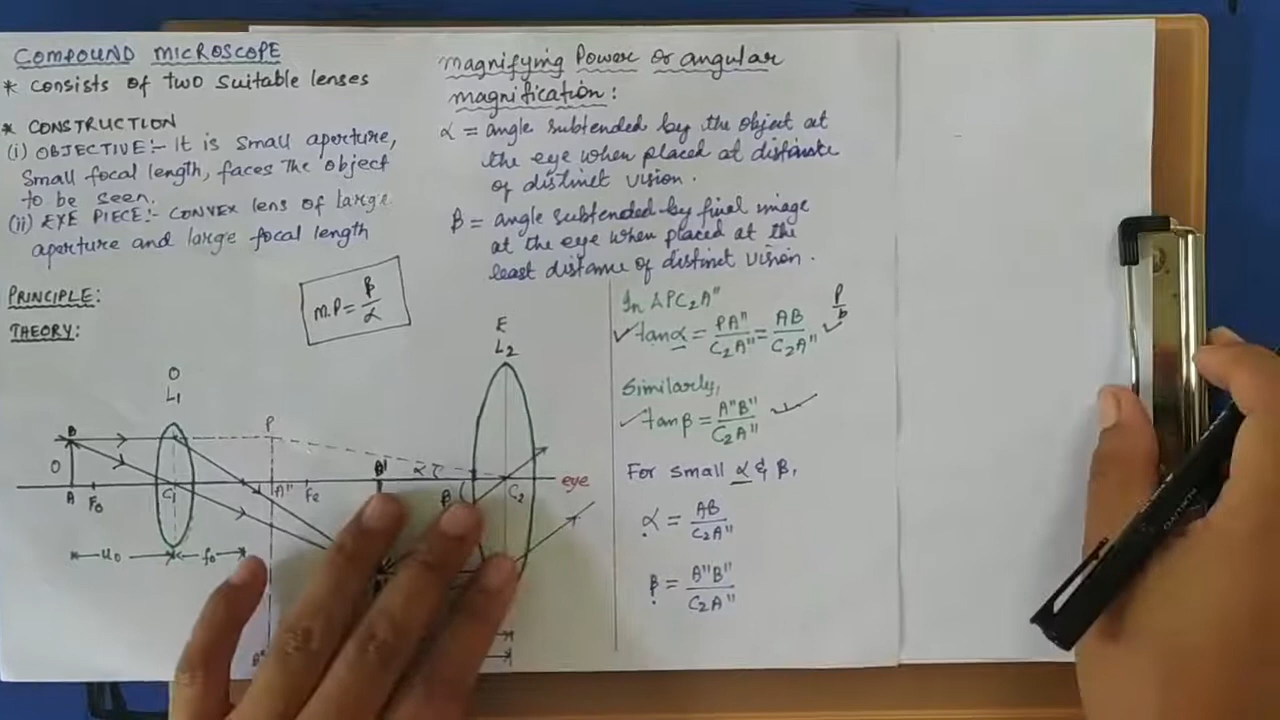 COMPOUND MICROSCOPE
* Consists of two suitable lenses
* CONSTRUCTION
(i) OBJECTIVE:- It is small aperture,
small focal length, faces the object
to be seen.
(ii) EYE PIECE:- CONVEX lens of large
aperture and large focal length
PRINCIPLE:
THEORY:
M.P = β/α
Magnifying Power or angular
magnification:
α = angle subtended by the object at
the eye when placed at distance
of distinct vision.
β = angle subtended by final image
at the eye when placed at the
least distance of distinct vision.
In ΔPC₂A"
✓tanα = PA"/C₂A" = AB/C₂A" ✓
P/b
Similarly,
✓tanβ = A"B"/C₂A" ✓
For small α & β,
α = AB/C₂A"
β = A"B"/C₂A"
O
L₁
E
L₂
B
P
O
A'
α
eye
A
F₀
C₁
A"
Fe
β
C₂
u₀
f₀